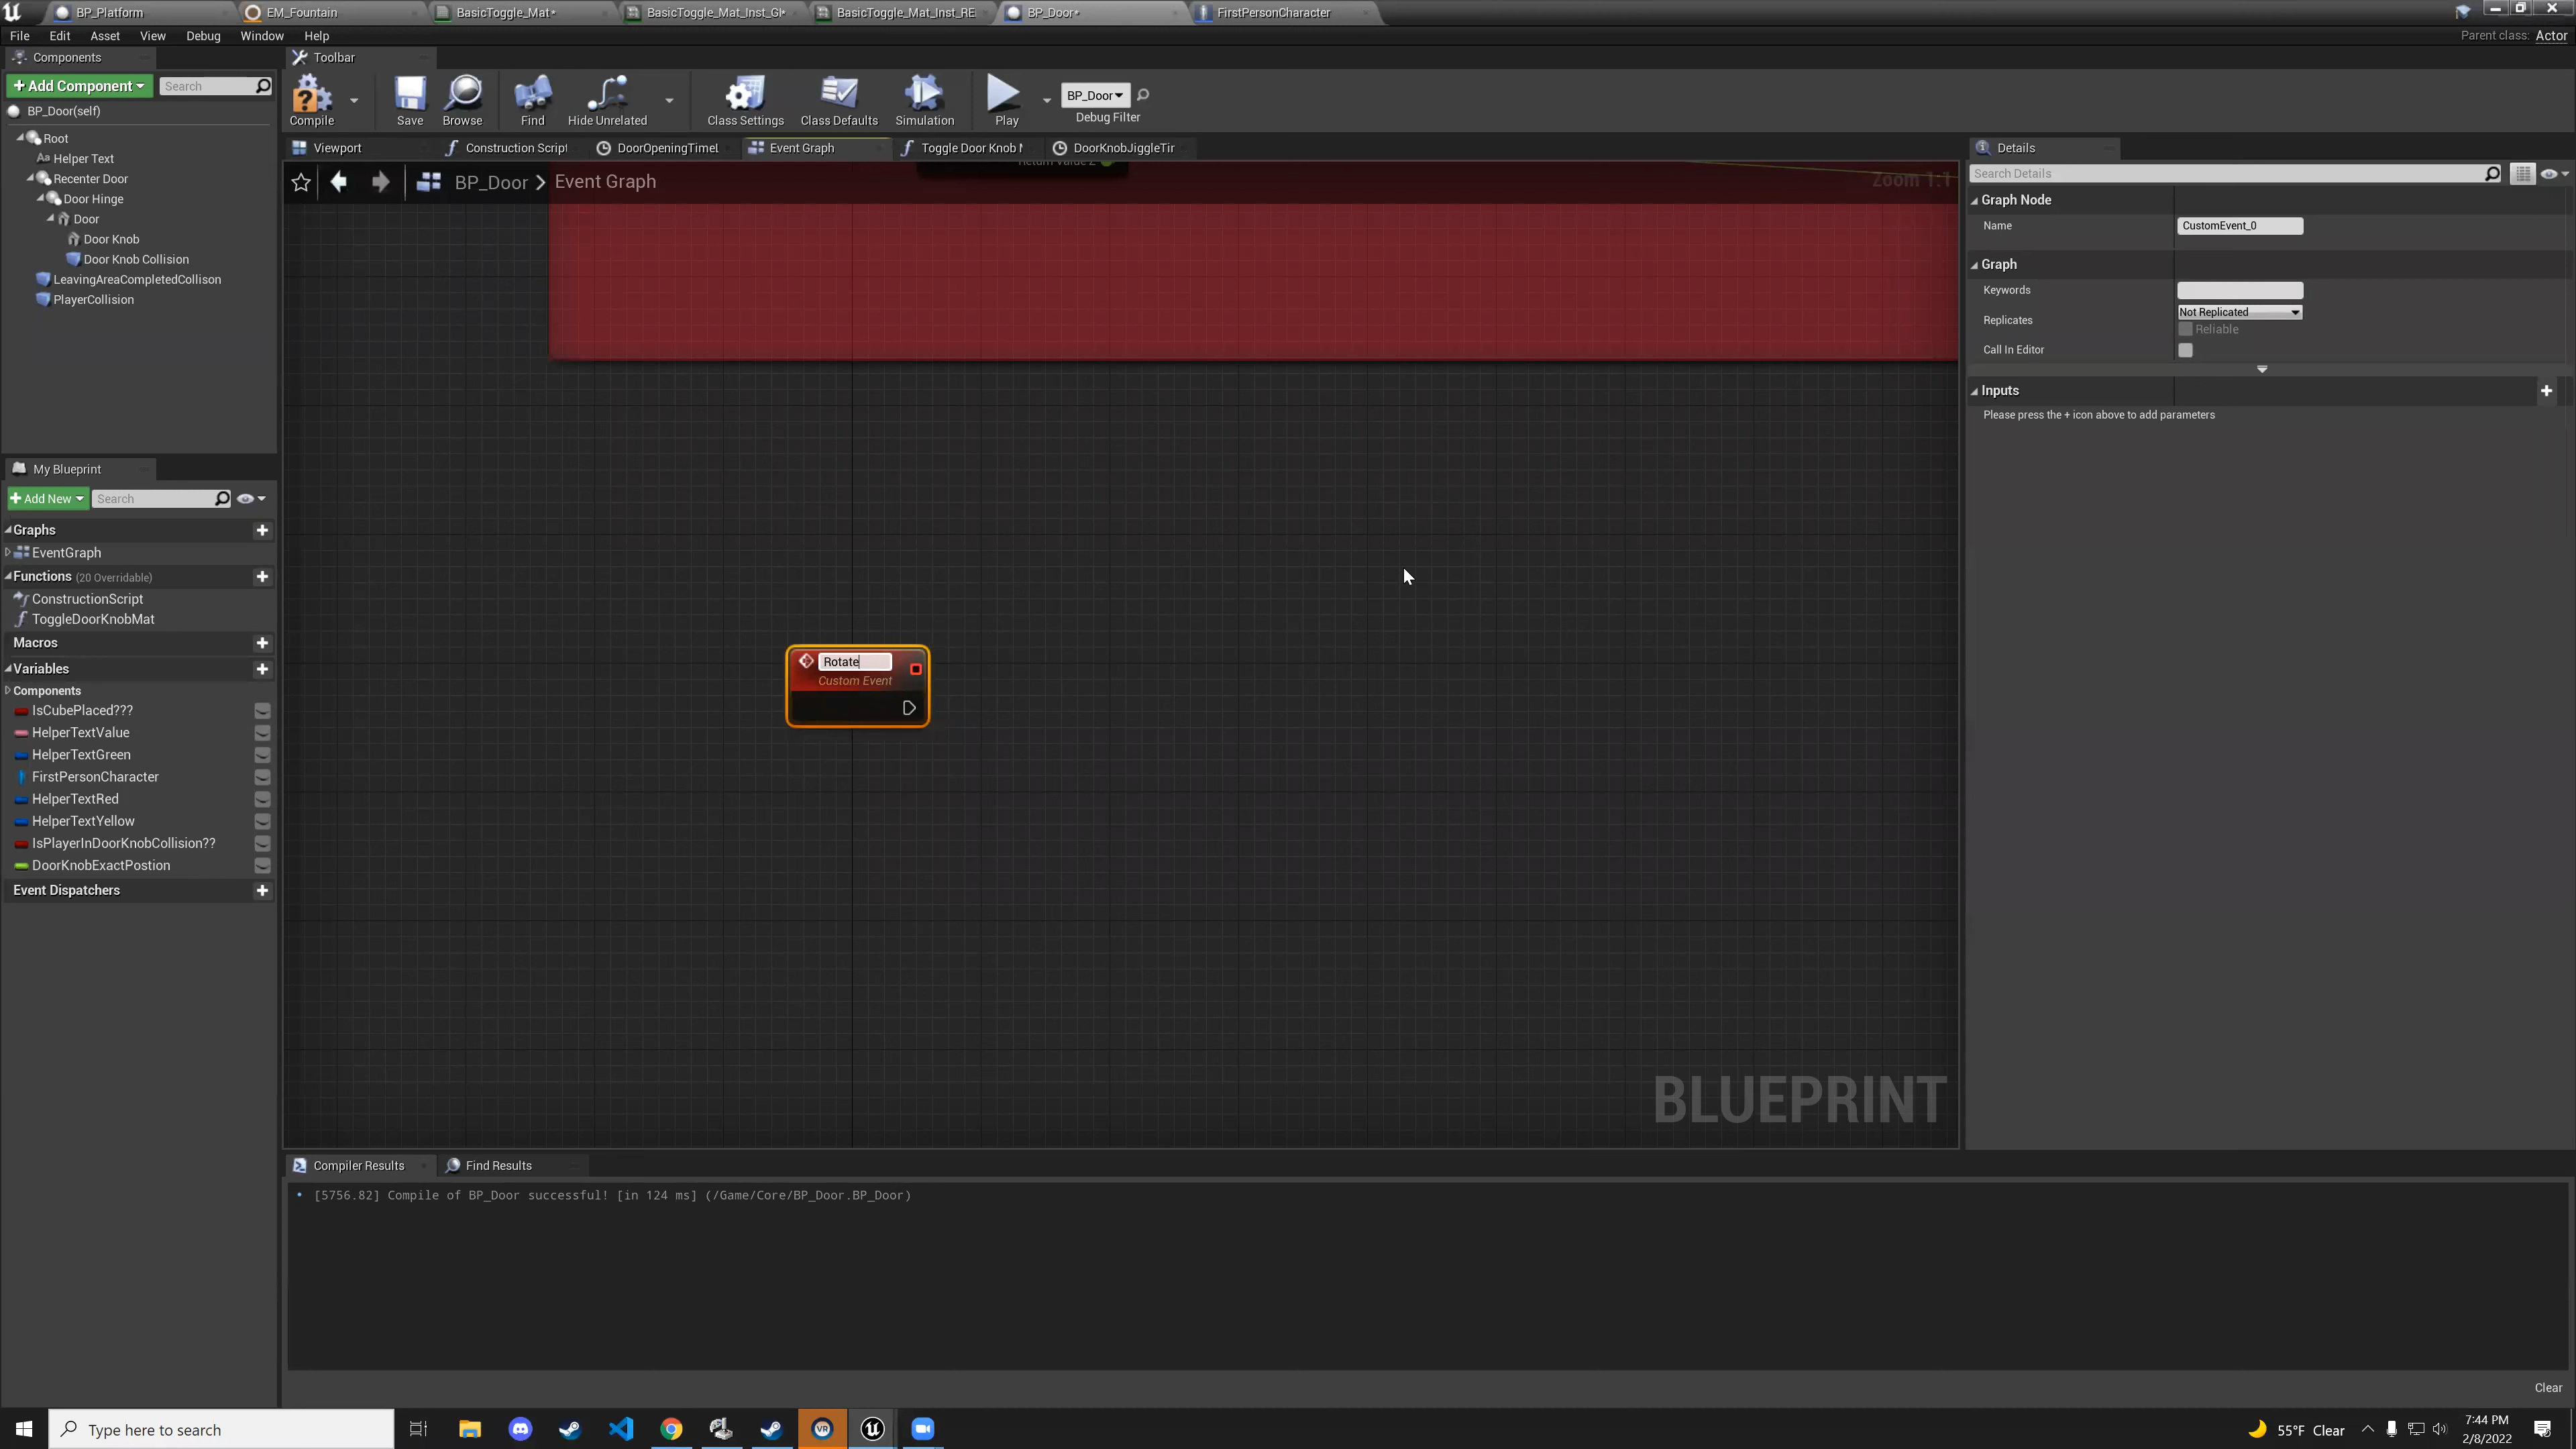 BP_Platform
EM_Fountain
BasicToggle_Mat*
BasicToggle_Mat_Inst_Gl*
BasicToggle_Mat_Inst_RE
BP_Door*
FirstPersonCharacter
File Edit Asset View Debug Window Help
Parent class: Actor
Components
Toolbar
+ Add Component
Search
BP_Door(self)
Root
Helper Text
Recenter Door
Door Hinge
Door
Door Knob
Door Knob Collision
LeavingAreaCompletedCollison
PlayerCollision
Compile
Save
Browse
Find
Hide Unrelated
Class Settings
Class Defaults
Simulation
Play
BP_Door
Debug Filter
Viewport
Construction Script
DoorOpeningTimeL
Event Graph
Toggle Door Knob M
DoorKnobJiggleTir
Return Value Z
BP_Door > Event Graph
Zoom 1:1
Rotate
Custom Event
BLUEPRINT
My Blueprint
+ Add New
Search
Graphs
EventGraph
Functions (20 Overridable)
ConstructionScript
ToggleDoorKnobMat
Macros
Variables
Components
IsCubePlaced???
HelperTextValue
HelperTextGreen
FirstPersonCharacter
HelperTextRed
HelperTextYellow
IsPlayerInDoorKnobCollision??
DoorKnobExactPostion
Event Dispatchers
Details
Search Details
Graph Node
Name CustomEvent_0
Graph
Keywords
Replicates Not Replicated
Reliable
Call In Editor
Inputs
Please press the + icon above to add parameters
Compiler Results
Find Results
[5756.82] Compile of BP_Door successful! [in 124 ms] (/Game/Core/BP_Door.BP_Door)
Clear
Type here to search
VR
55°F Clear
7:44 PM
2/8/2022